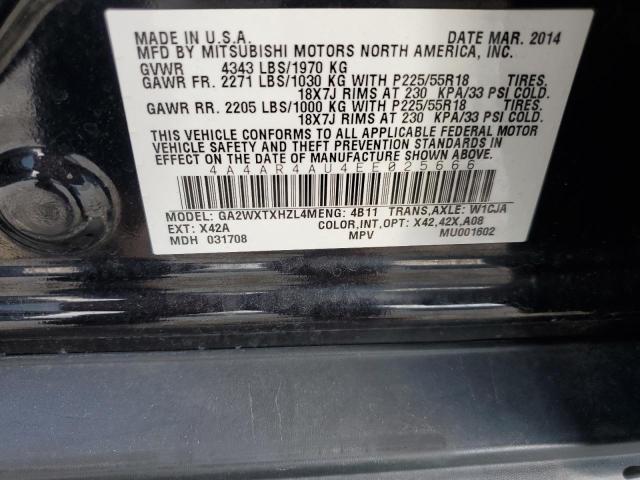 MADE IN U.S.A. DATE MAR. 2014
MFD BY MITSUBISHI MOTORS NORTH AMERICA, INC.
GVWR 4343 LBS/1970 KG
GAWR FR. 2271 LBS/1030 KG WITH P225/55R18 TIRES,
18X7J RIMS AT 230 KPA/33 PSI COLD.
GAWR RR. 2205 LBS/1000 KG WITH P225/55R18 TIRES,
18X7J RIMS AT 230 KPA/33 PSI COLD.
THIS VEHICLE CONFORMS TO ALL APPLICABLE FEDERAL MOTOR
VEHICLE SAFETY AND THEFT PREVENTION STANDARDS IN
EFFECT ON THE DATE OF MANUFACTURE SHOWN ABOVE.
4A4AR4AU4EE025666
MODEL: GA2WXTXHZL4MENG: 4B11 TRANS,AXLE: W1CJA
EXT: X42A COLOR,INT,OPT: X42,42X,A08
MDH 031708 MPV MU001602